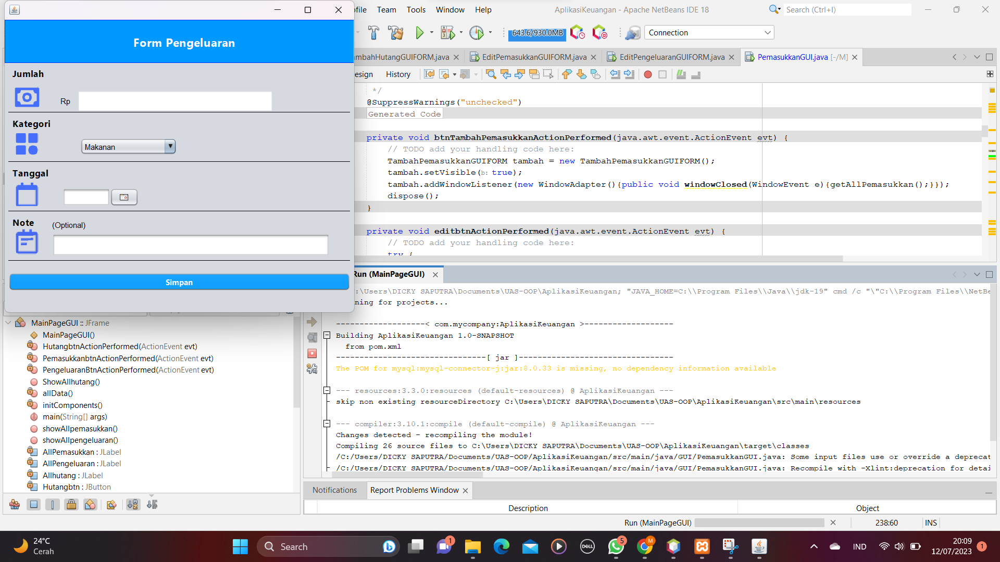 ofile Team Tools Window Help
AplikasiKeuangan - Apache NetBeans IDE 18
Search (Ctrl+I)
643.6/930.0MB
Connection
Form Pengeluaran
Jumlah
Rp
Kategori
Makanan
Tanggal
Note
(Optional)
Simpan
mbahHutangGUIFORM.java
EditPemasukkanGUIFORM.java
EditPengeluaranGUIFORM.java
PemasukkanGUI.java [-/M]
esign History
*/
@SuppressWarnings("unchecked")
Generated Code
private void btnTambahPemasukkanActionPerformed(java.awt.event.ActionEvent evt) {
// TODO add your handling code here:
TambahPemasukkanGUIFORM tambah = new TambahPemasukkanGUIFORM();
tambah.setVisible(b: true);
tambah.addWindowListener(new WindowAdapter(){public void windowClosed(WindowEvent e){getAllPemasukkan();}});
dispose();
}
private void editbtnActionPerformed(java.awt.event.ActionEvent evt) {
// TODO add your handling code here:
try {
Run (MainPageGUI)
:\Users\DICKY SAPUTRA\Documents\UAS-OOP\AplikasiKeuangan; "JAVA_HOME=C:\\Program Files\\Java\\jdk-19" cmd /c "\"C:\\Program Files\\NetBe
ning for projects...
-------------------< com.mycompany:AplikasiKeuangan >-------------------
Building AplikasiKeuangan 1.0-SNAPSHOT
from pom.xml
--------------------------------[ jar ]---------------------------------
The POM for mysql:mysql-connector-j:jar:8.0.33 is missing, no dependency information available
--- resources:3.3.0:resources (default-resources) @ AplikasiKeuangan ---
skip non existing resourceDirectory C:\Users\DICKY SAPUTRA\Documents\UAS-OOP\AplikasiKeuangan\src\main\resources
--- compiler:3.10.1:compile (default-compile) @ AplikasiKeuangan ---
Changes detected - recompiling the module!
Compiling 26 source files to C:\Users\DICKY SAPUTRA\Documents\UAS-OOP\AplikasiKeuangan\target\classes
/C:/Users/DICKY SAPUTRA/Documents/UAS-OOP/AplikasiKeuangan/src/main/java/GUI/PemasukkanGUI.java: Some input files use or override a deprecat
/C:/Users/DICKY SAPUTRA/Documents/UAS-OOP/AplikasiKeuangan/src/main/java/GUI/PemasukkanGUI.java: Recompile with -Xlint:deprecation for detai
MainPageGUI :: JFrame
MainPageGUI()
HutangbtnActionPerformed(ActionEvent evt)
PemasukkanbtnActionPerformed(ActionEvent evt)
PengeluaranBtnActionPerformed(ActionEvent evt)
ShowAllhutang()
allData()
initComponents()
main(String[] args)
showAllpemasukkan()
showAllpengeluaran()
AllPemasukkan : JLabel
AllPengeluaran : JLabel
Allhutang : JLabel
Hutangbtn : JButton
Notifications
Report Problems Window
Description
Object
Run (MainPageGUI)
238:60
INS
24°C
Cerah
Search
1
M
5
DELL
IND
20:09
12/07/2023
1